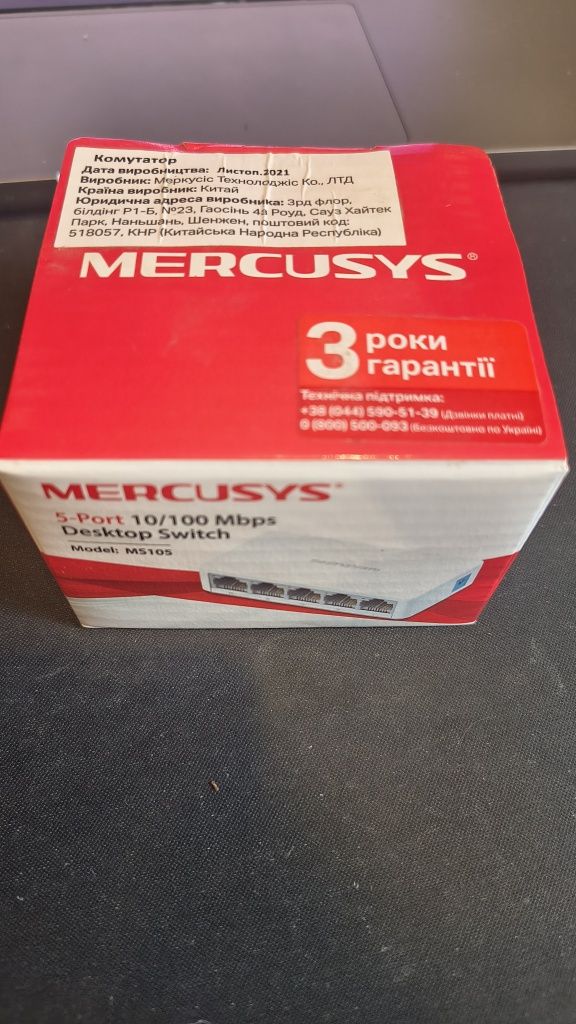 Комутатор
Дата виробництва: Листоп.2021
Виробник: Меркусіс Технолоджіс Ко., ЛТД
Країна виробник: Китай
Юридична адреса виробника: 3рд флор,
білдінг Р1-Б, №23, Гаосінь 4а Роуд, Сауз Хайтек
Парк, Наньшань, Шенжен, поштовий код:
518057, КНР (Китайська Народна Республіка)
MERCUSYS®
3 роки
гарантії
Технічна підтримка:
+38 (044) 590-51-39 (Дзвінки платні)
0 (800) 500-093 (Безкоштовно по Україні)
MERCUSYS®
5-Port 10/100 Mbps
Desktop Switch
Model: MS105
MERCUSYS